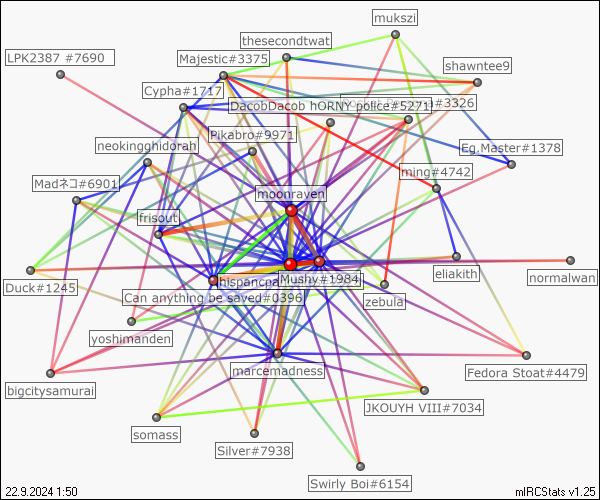 mukszi
thesecondtwat
LPK2387 #7690
Majestic#3375
shawntee9
Cypha#1717
DacobDacob hORNY police#5271
#3326
Pikabro#9971
neokingghidorah
Eg.Master#1378
ming#4742
Madネコ#6901
moonraven
frisout
eliakith
normalwan
Duck#1245
hispancpa
Mushy#1984
Can anything be saved#0396
zebula
yoshimanden
marcemadness
Fedora Stoat#4479
bigcitysamurai
JKOUYH VIII#7034
somass
Silver#7938
Swirly Boi#6154
22.9.2024 1:50
mIRCStats v1.25